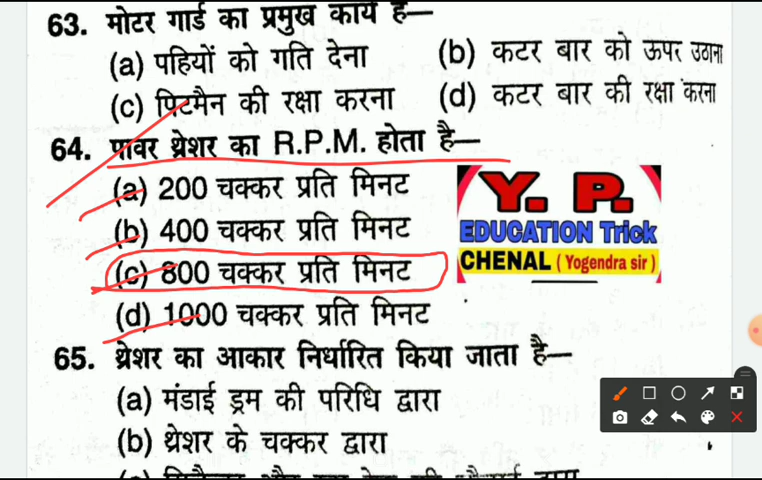 63. मोटर गार्ड का प्रमुख कार्य है—
(a) पहियों को गति देना (b) कटर बार को ऊपर उठाना
(c) पिटमैन की रक्षा करना (d) कटर बार की रक्षा करना
64. पावर थ्रेशर का R.P.M. होता है—
(a) 200 चक्कर प्रति मिनट
(b) 400 चक्कर प्रति मिनट
(c) 800 चक्कर प्रति मिनट
(d) 1000 चक्कर प्रति मिनट
Y. P.
EDUCATION Trick
CHENAL ( Yogendra sir )
65. थ्रेशर का आकार निर्धारित किया जाता है—
(a) मंडाई ड्रम की परिधि द्वारा
(b) थ्रेशर के चक्कर द्वारा